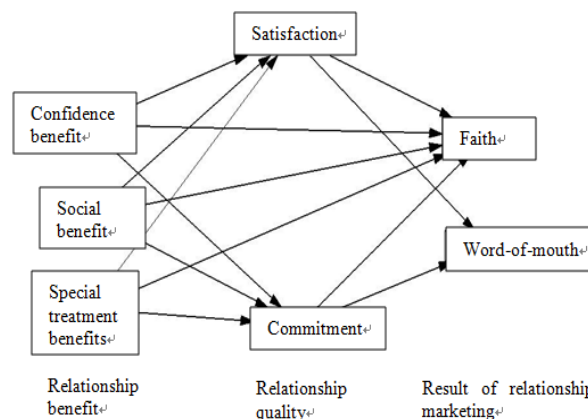 Satisfaction
Confidence
benefit
Faith
Social
benefit
Word-of-mouth
Special
treatment
benefits
Commitment
Relationship
benefit
Relationship
quality
Result of relationship
marketing